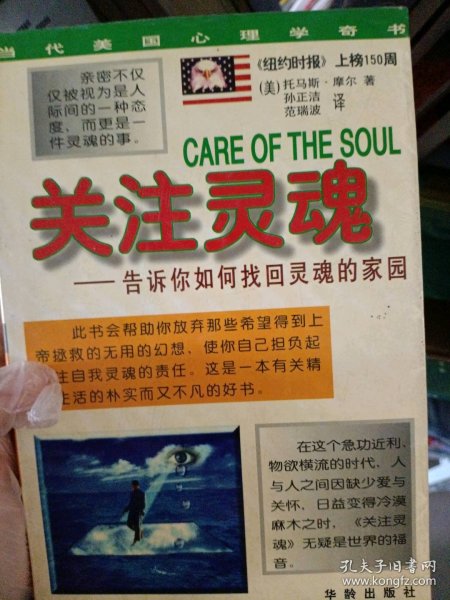 当代美国心理学奇书
亲密不仅
仅被视为是人
际间的一种态
度、而更是一
件灵魂的事。
《纽约时报》上榜150周
(美)托马斯·摩尔 著
孙正洁
范瑞波
译
CARE OF THE SOUL
关注灵魂
——告诉你如何找回灵魂的家园
此书会帮助你放弃那些希望得到上
帝拯救的无用的幻想、使你自己担负起
注自我灵魂的责任。这是一本有关精
生活的朴实而又不凡的好书。
在这个急功近利、
物欲横流的时代、人
与人之间因缺少爱与
关怀、日益变得冷漠
麻木之时，《关注灵
魂》无疑是世界的福
音。
华龄出版社
孔夫子旧书网
www.kongfz.com